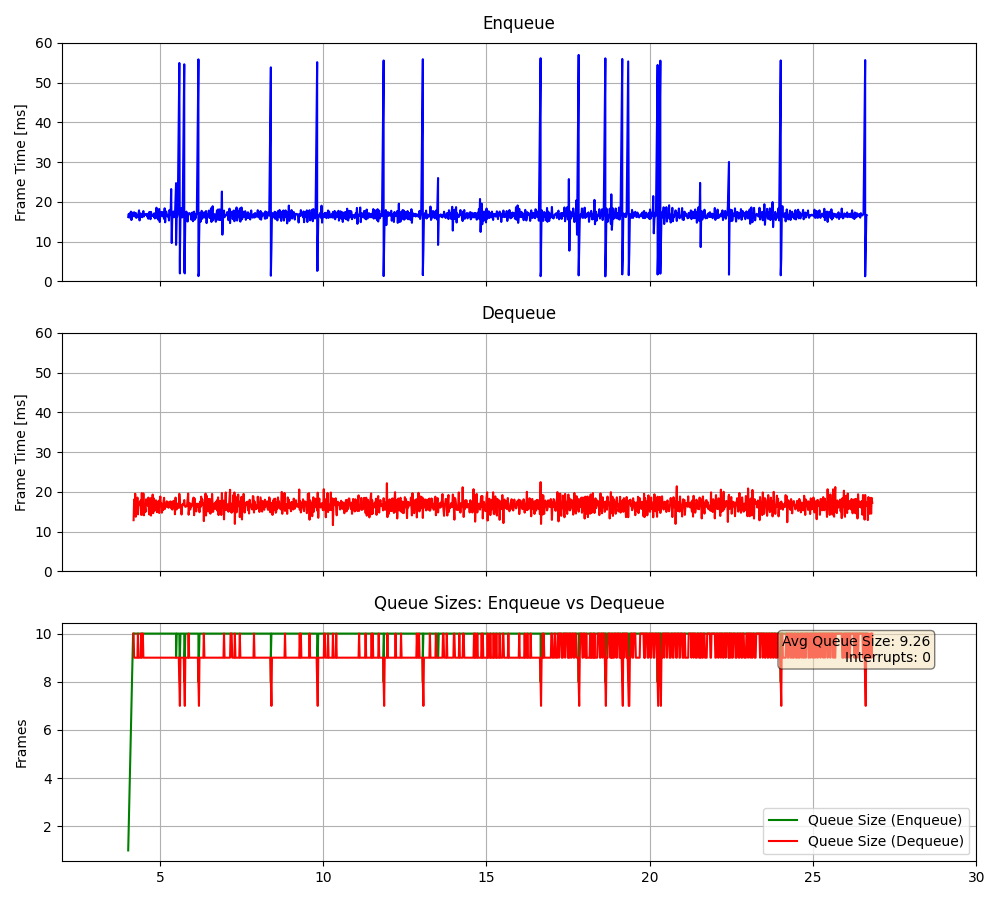 Enqueue
Frame Time [ms]
60
50
40
30
20
10
0
Dequeue
Frame Time [ms]
60
50
40
30
20
10
0
Queue Sizes: Enqueue vs Dequeue
Frames
10
8
6
4
2
Avg Queue Size: 9.26
Interrupts: 0
Queue Size (Enqueue)
Queue Size (Dequeue)
5 10 15 20 25 30